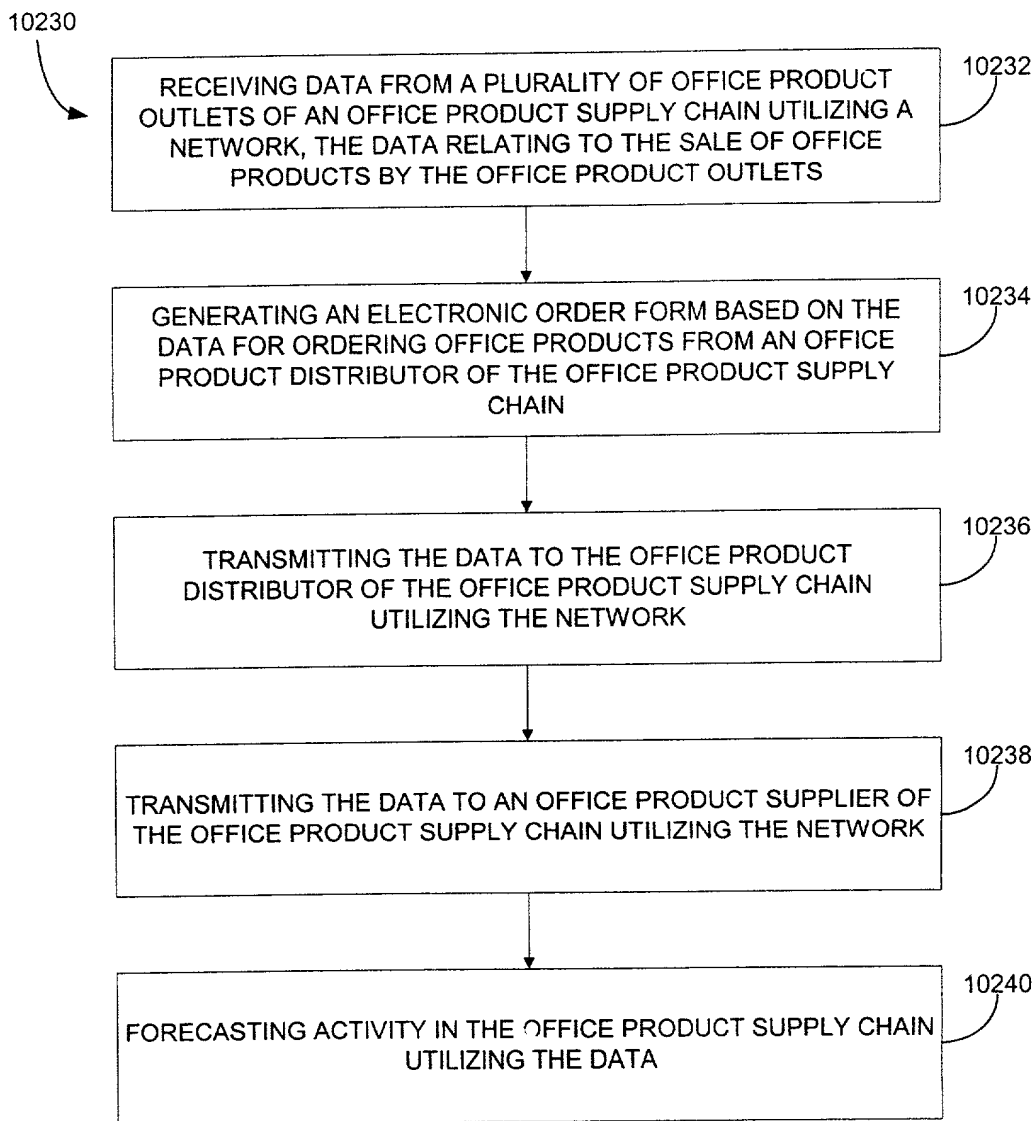 10230
10232
RECEIVING DATA FROM A PLURALITY OF OFFICE PRODUCT
OUTLETS OF AN OFFICE PRODUCT SUPPLY CHAIN UTILIZING A
NETWORK, THE DATA RELATING TO THE SALE OF OFFICE
PRODUCTS BY THE OFFICE PRODUCT OUTLETS
10234
GENERATING AN ELECTRONIC ORDER FORM BASED ON THE
DATA FOR ORDERING OFFICE PRODUCTS FROM AN OFFICE
PRODUCT DISTRIBUTOR OF THE OFFICE PRODUCT SUPPLY
CHAIN
10236
TRANSMITTING THE DATA TO THE OFFICE PRODUCT
DISTRIBUTOR OF THE OFFICE PRODUCT SUPPLY CHAIN
UTILIZING THE NETWORK
10238
TRANSMITTING THE DATA TO AN OFFICE PRODUCT SUPPLIER OF
THE OFFICE PRODUCT SUPPLY CHAIN UTILIZING THE NETWORK
10240
FORECASTING ACTIVITY IN THE OFFICE PRODUCT SUPPLY CHAIN
UTILIZING THE DATA